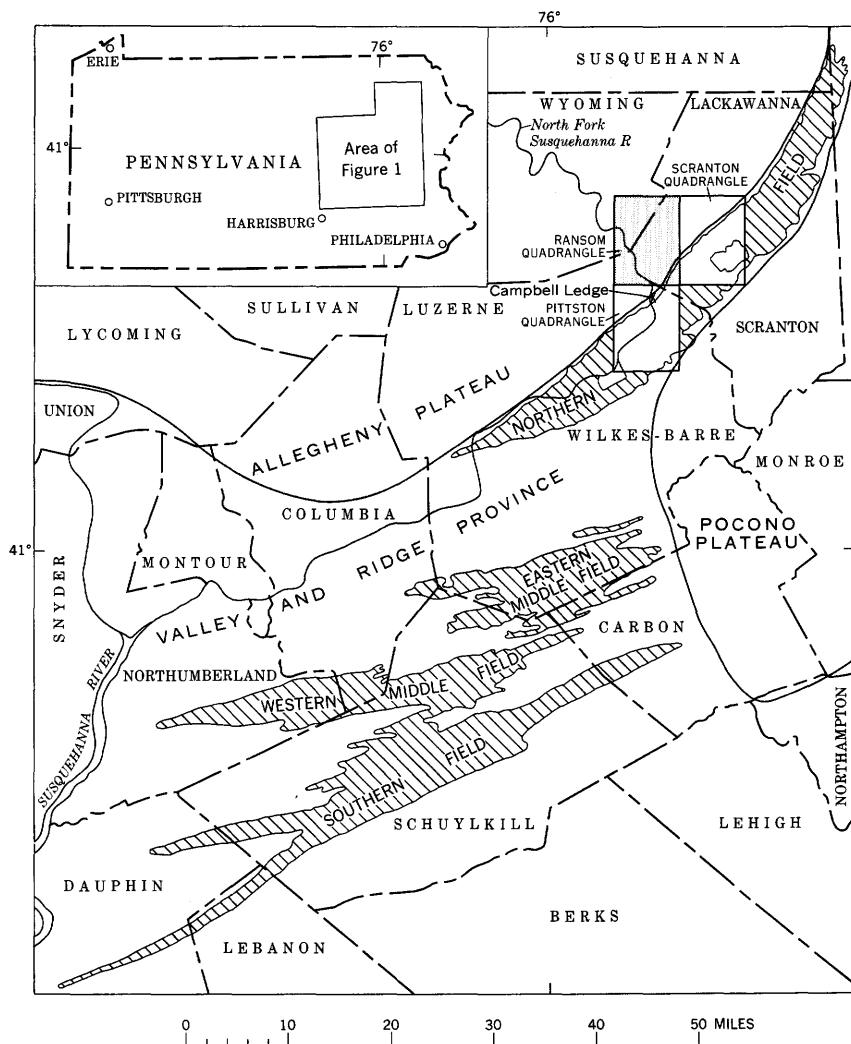 76°
ERIE
76°
41°
PENNSYLVANIA
Area of
Figure 1
PITTSBURGH
HARRISBURG
PHILADELPHIA
SUSQUEHANNA
WYOMING
LACKAWANNA
North Fork
Susquehanna R
SCRANTON
QUADRANGLE
FIELD
RANSOM
QUADRANGLE
Campbell Ledge
PITTSTON
QUADRANGLE
SULLIVAN
LUZERNE
LYCOMING
SCRANTON
UNION
ALLEGHENY PLATEAU
NORTHERN
WILKES-BARRE
MONROE
COLUMBIA
POCONO
PLATEAU
41°
MONTOUR
SNYDER
VALLEY AND RIDGE PROVINCE
EASTERN
MIDDLE FIELD
CARBON
NORTHUMBERLAND
WESTERN MIDDLE FIELD
SUSQUEHANNA RIVER
NORTHAMPTON
SOUTHERN FIELD
SCHUYLKILL
LEHIGH
DAUPHIN
BERKS
LEBANON
0 10 20 30 40 50 MILES